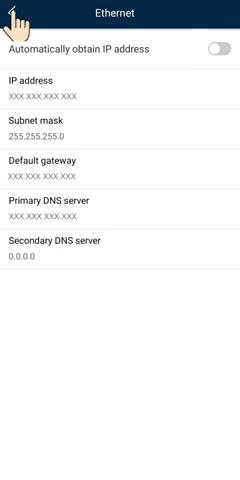 Ethernet
Automatically obtain IP address
IP address
XXX.XXX.XXX.XXX
Subnet mask
255.255.255.0
Default gateway
XXX.XXX.XXX.XXX
Primary DNS server
XXX.XXX.XXX.XXX
Secondary DNS server
0.0.0.0